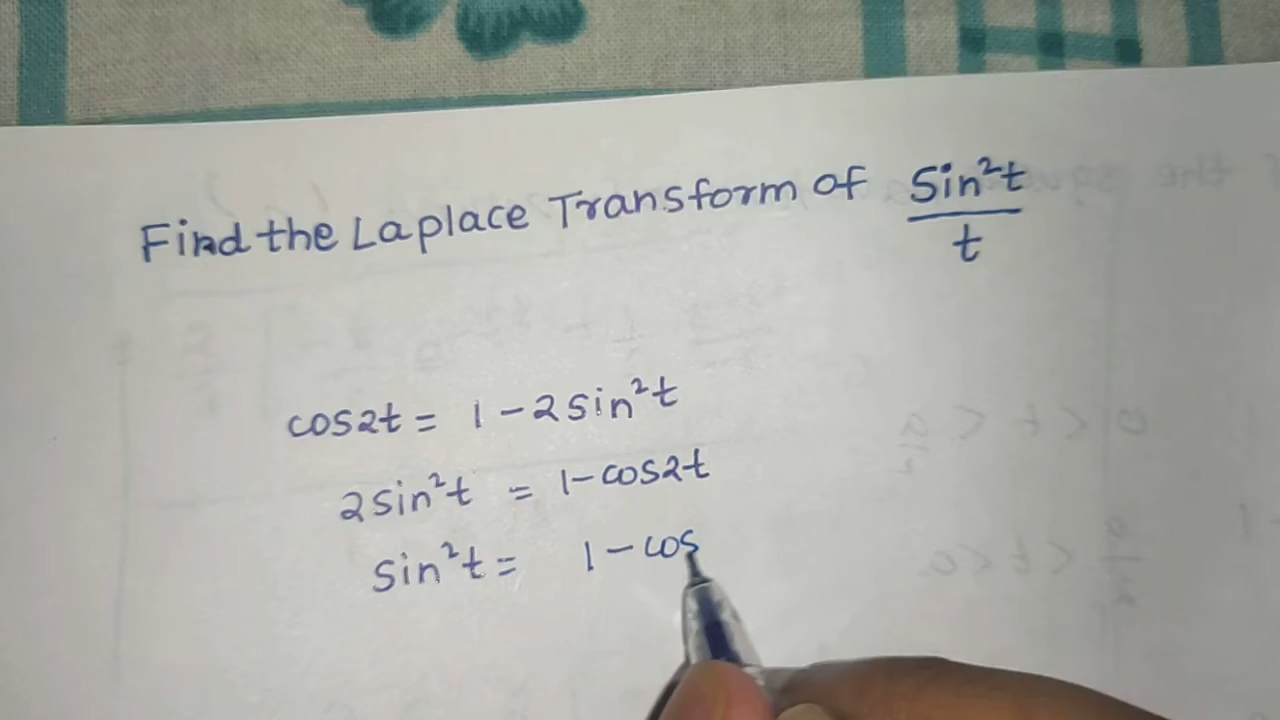 Find the Laplace Transform of Sin²t/t
cos2t = 1 - 2sin²t
2sin²t = 1-cos2t
sin²t = 1-cos